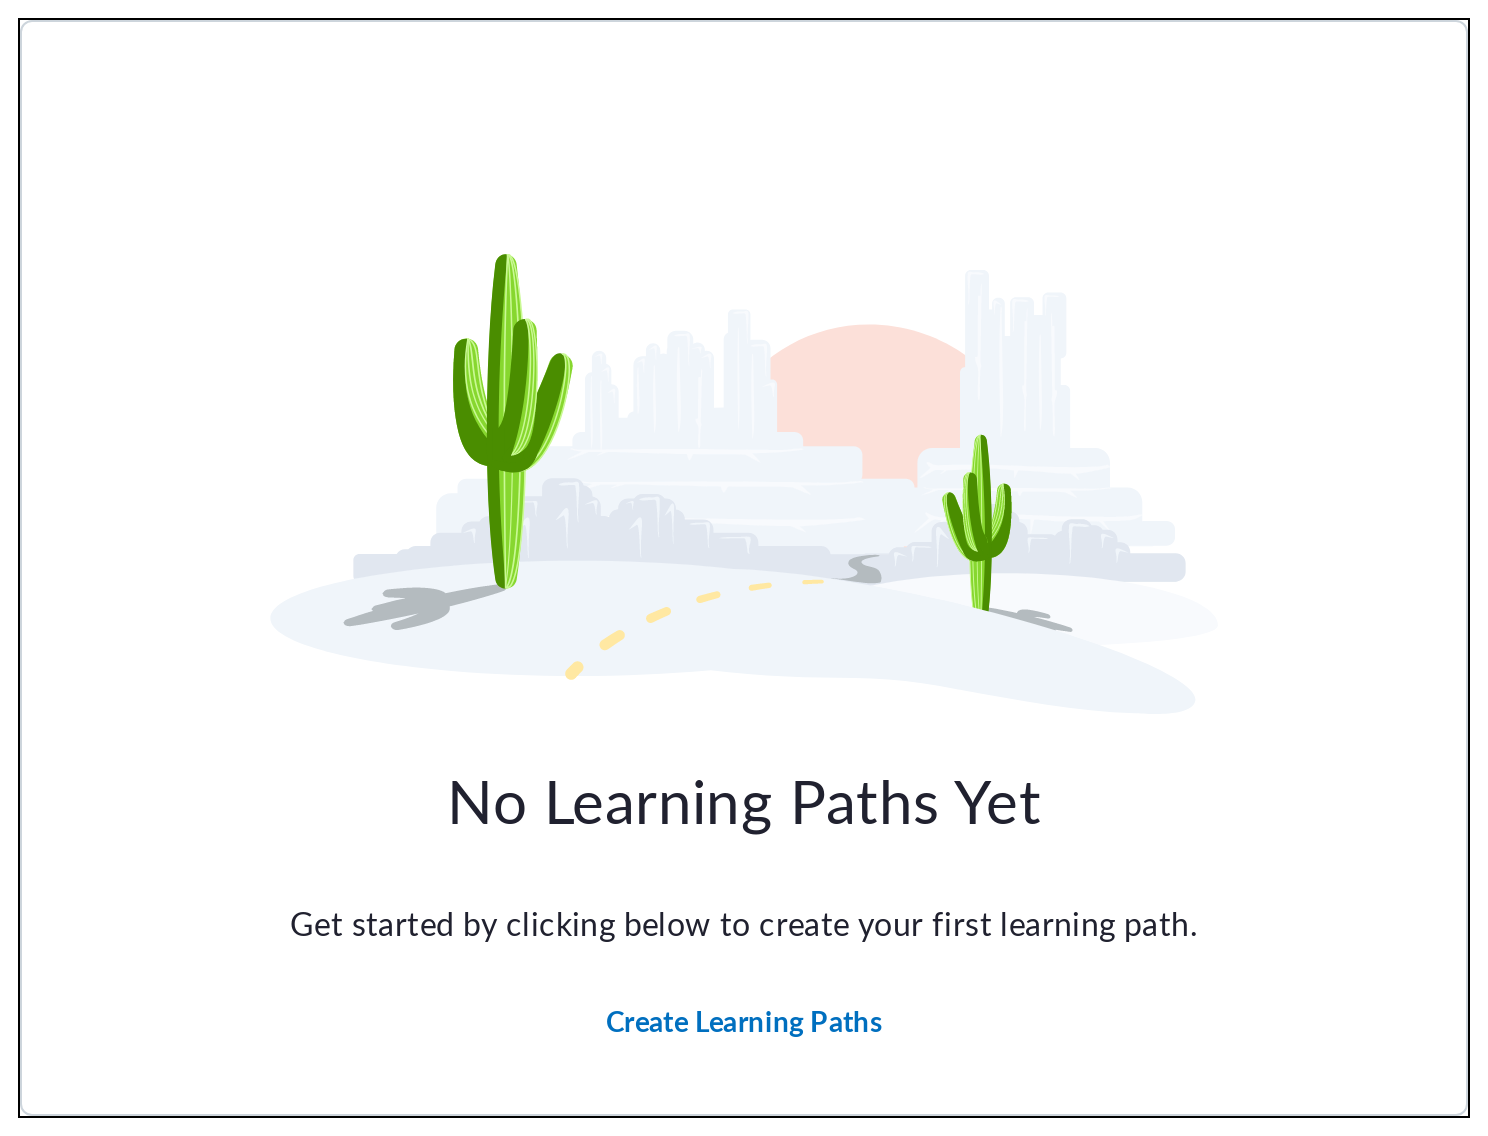 No Learning Paths Yet
Get started by clicking below to create your first learning path.
Create Learning Paths